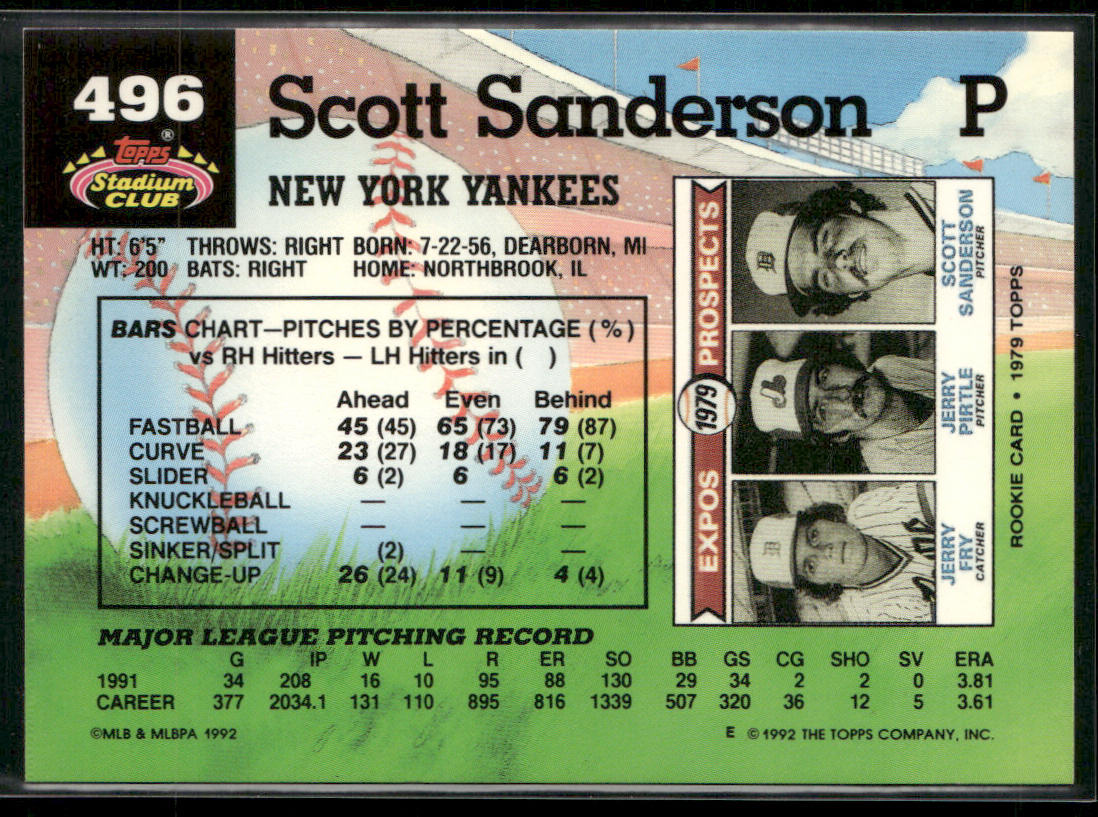 496
Topps®
Stadium
CLUB
Scott Sanderson P
NEW YORK YANKEES
HT: 6'5" THROWS: RIGHT BORN: 7-22-56, DEARBORN, MI
WT: 200 BATS: RIGHT HOME: NORTHBROOK, IL
BARS CHART—PITCHES BY PERCENTAGE (%)
vs RH Hitters — LH Hitters in ( )
Ahead Even Behind
FASTBALL 45 (45) 65 (73) 79 (87)
CURVE 23 (27) 18 (17) 11 (7)
SLIDER 6 (2) 6 6 (2)
KNUCKLEBALL — — —
SCREWBALL — — —
SINKER/SPLIT (2) — —
CHANGE-UP 26 (24) 11 (9) 4 (4)
EXPOS 1979 PROSPECTS
JERRY
FRY
CATCHER
JERRY
PIRTLE
PITCHER
SCOTT
SANDERSON
PITCHER
ROOKIE CARD • 1979 TOPPS
MAJOR LEAGUE PITCHING RECORD
G IP W L R ER SO BB GS CG SHO SV ERA
1991 34 208 16 10 95 88 130 29 34 2 2 0 3.81
CAREER 377 2034.1 131 110 895 816 1339 507 320 36 12 5 3.61
©MLB & MLBPA 1992
E ©1992 THE TOPPS COMPANY, INC.